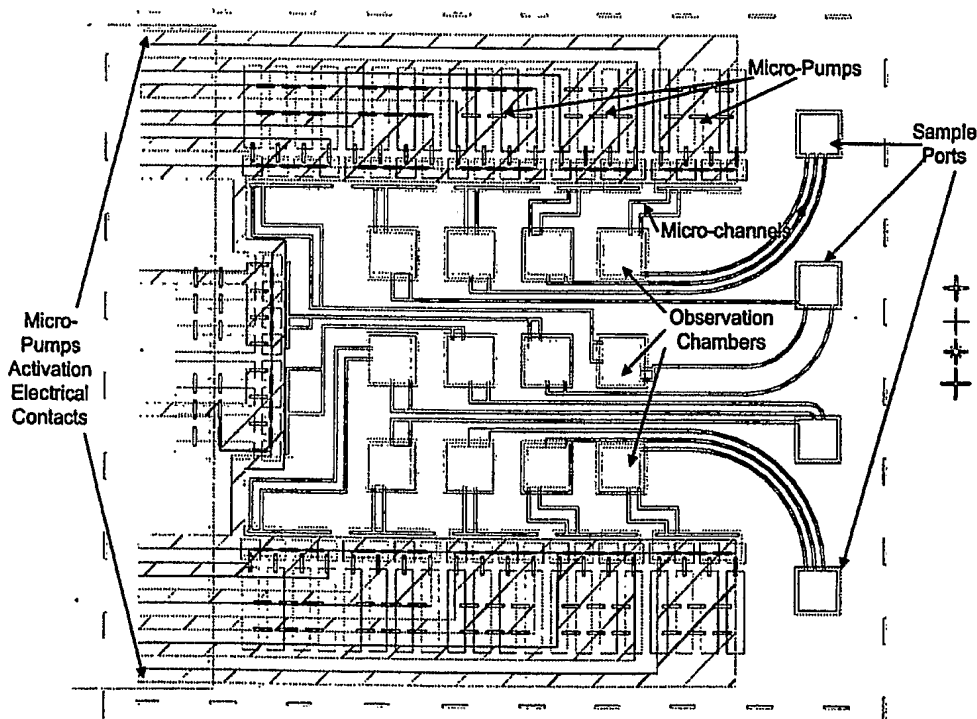 Micro-Pumps
Sample
Ports
Micro-channels
Observation
Chambers
Micro-
Pumps
Activation
Electrical
Contacts